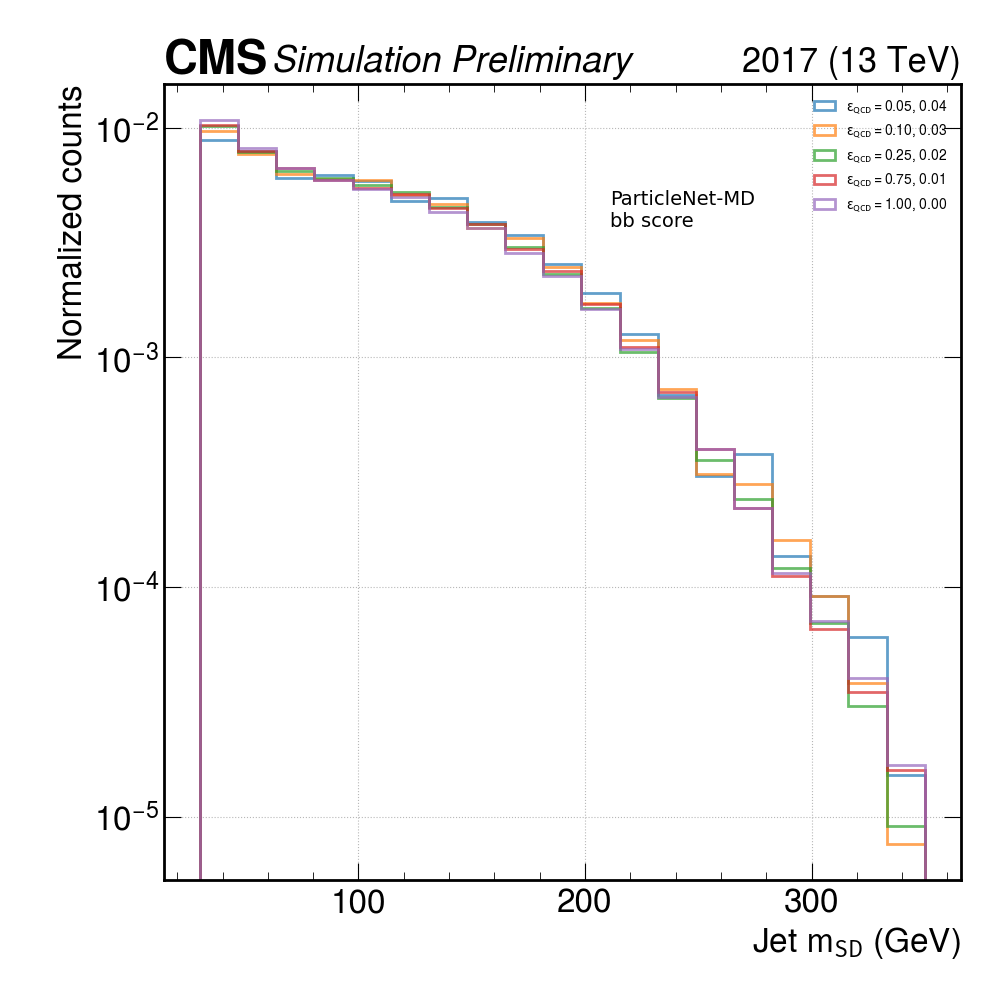 CMS Simulation Preliminary 2017 (13 TeV)
ε_QCD = 0.05, 0.04
ε_QCD = 0.10, 0.03
ε_QCD = 0.25, 0.02
ε_QCD = 0.75, 0.01
ε_QCD = 1.00, 0.00
ParticleNet-MD
bb score
Normalized counts
10⁻²
10⁻³
10⁻⁴
10⁻⁵
100 200 300
Jet m_SD (GeV)